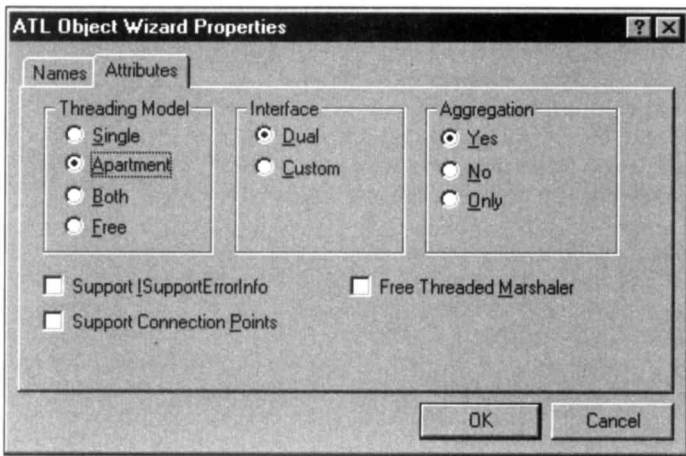 ATL Object Wizard Properties
Names Attributes
Threading Model
Single
Apartment
Both
Free
Interface
Dual
Custom
Aggregation
Yes
No
Only
Support ISupportErrorInfo
Free Threaded Marshaler
Support Connection Points
OK Cancel